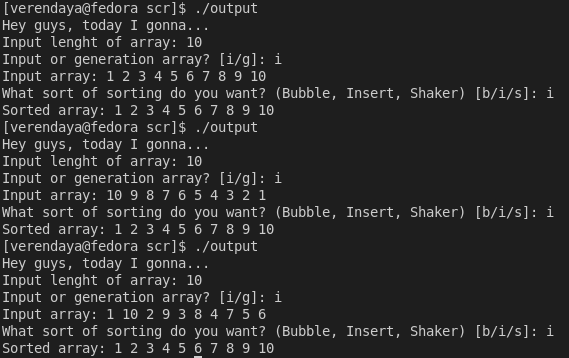 [verendaya@fedora scr]$ ./output
Hey guys, today I gonna...
Input lenght of array: 10
Input or generation array? [i/g]: i
Input array: 1 2 3 4 5 6 7 8 9 10
What sort of sorting do you want? (Bubble, Insert, Shaker) [b/i/s]: i
Sorted array: 1 2 3 4 5 6 7 8 9 10
[verendaya@fedora scr]$ ./output
Hey guys, today I gonna...
Input lenght of array: 10
Input or generation array? [i/g]: i
Input array: 10 9 8 7 6 5 4 3 2 1
What sort of sorting do you want? (Bubble, Insert, Shaker) [b/i/s]: i
Sorted array: 1 2 3 4 5 6 7 8 9 10
[verendaya@fedora scr]$ ./output
Hey guys, today I gonna...
Input lenght of array: 10
Input or generation array? [i/g]: i
Input array: 1 10 2 9 3 8 4 7 5 6
What sort of sorting do you want? (Bubble, Insert, Shaker) [b/i/s]: i
Sorted array: 1 2 3 4 5 6 7 8 9 10